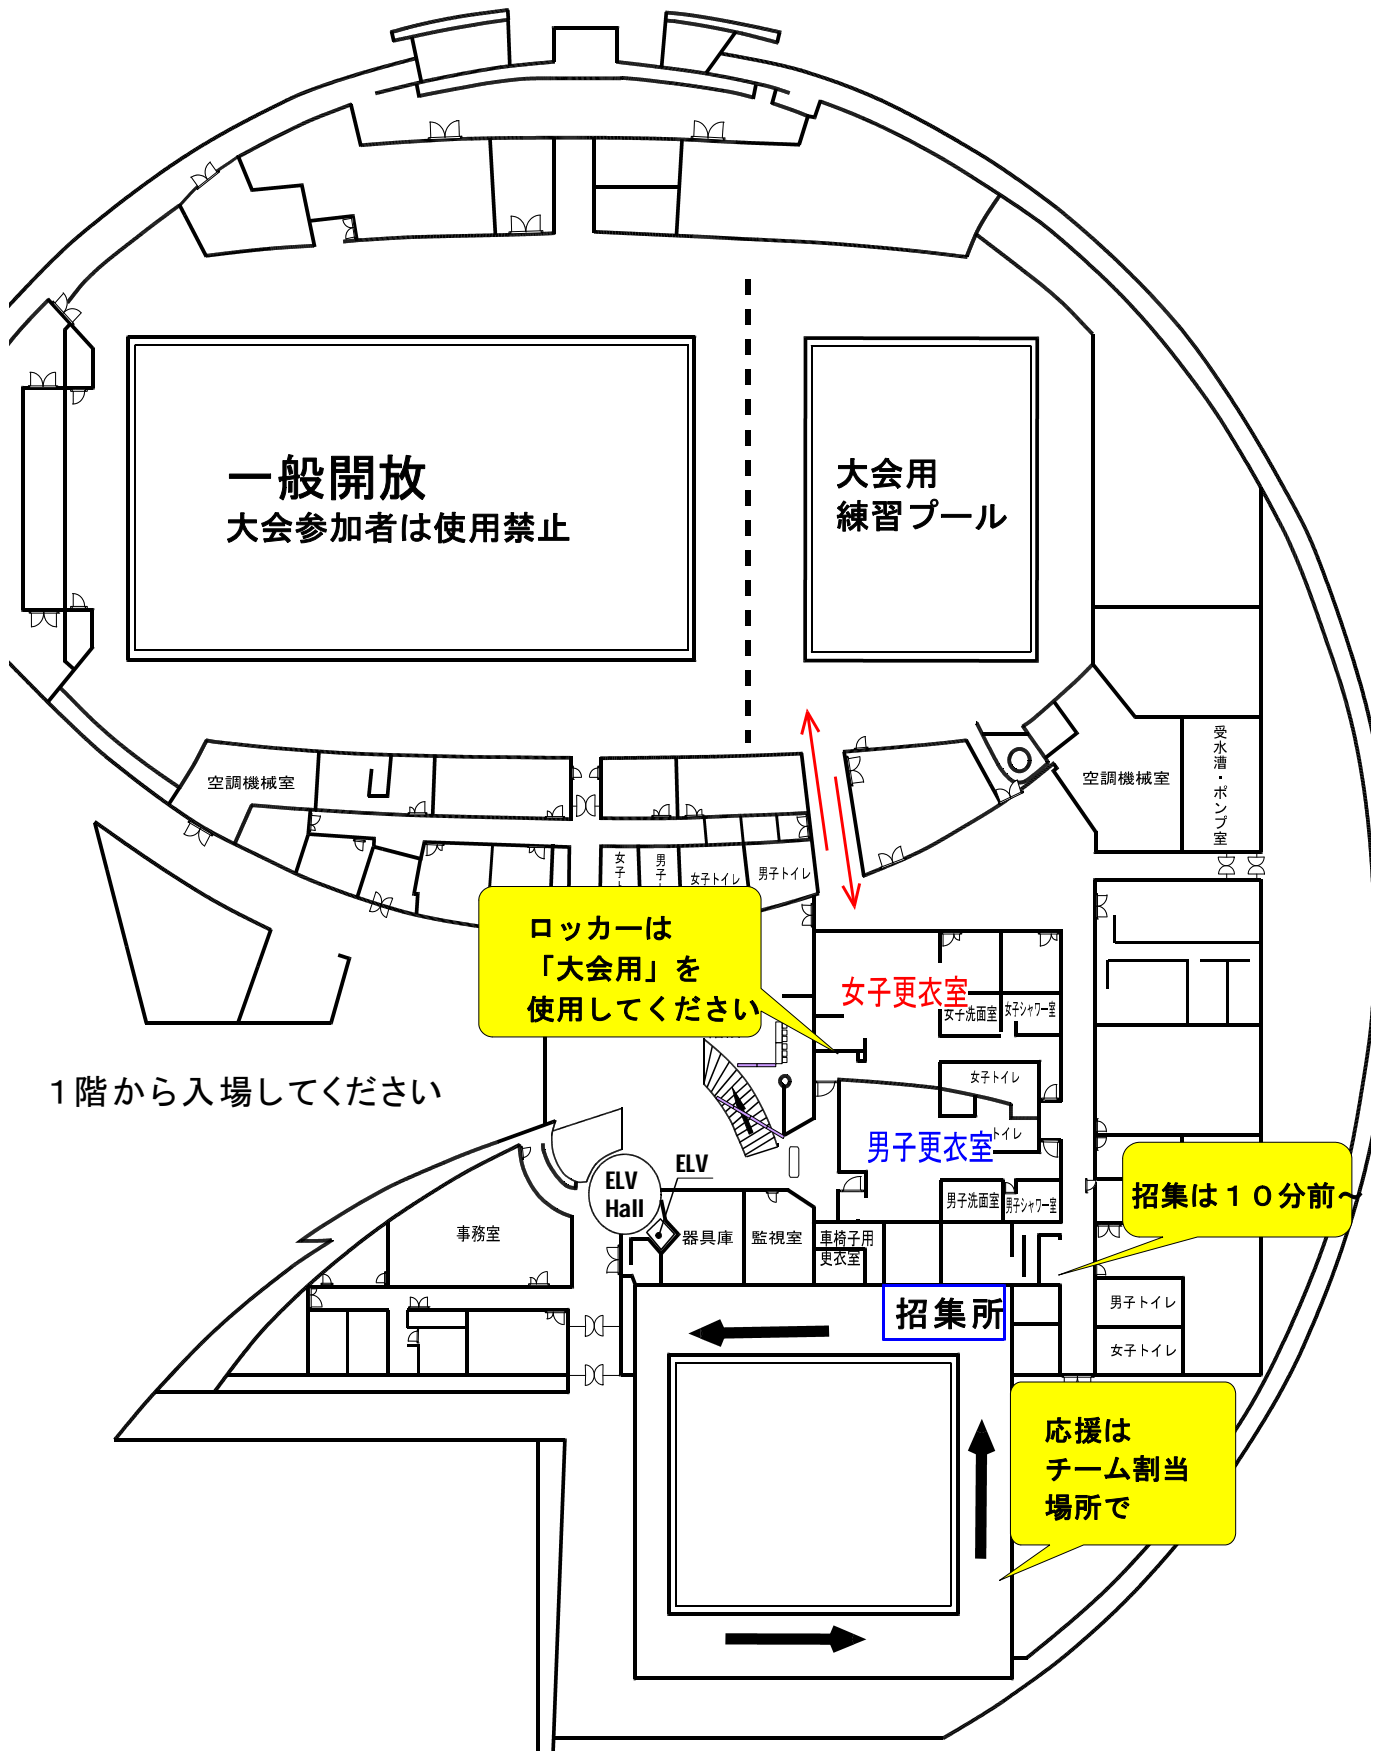 一般開放
大会参加者は使用禁止
大会用
練習プール
空調機械室
空調機械室
受水漕・ポンプ室
女子ト
男子ト
女子トイレ
男子トイレ
ロッカーは
「大会用」を
使用してください
女子更衣室
女子洗面室
女子シャワー室
女子トイレ
1階から入場してください
男子更衣室
トイレ
招集は10分前~
ELV
Hall
ELV
男子洗面室
男子シャワー室
事務室
器具庫
監視室
車椅子用
更衣室
招集所
男子トイレ
女子トイレ
応援は
チーム割当
場所で